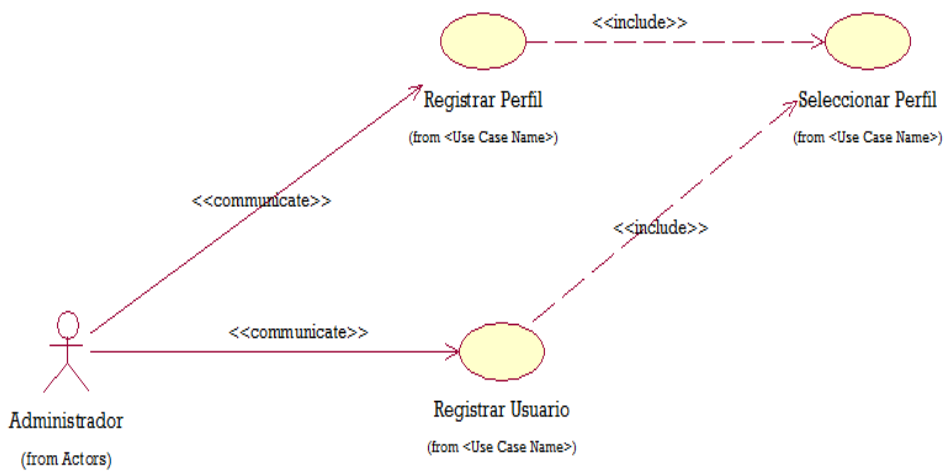 <<include>>
Registrar Perfil
(from <Use Case Name>)
Seleccionar Perfil
(from <Use Case Name>)
<<communicate>>
<<include>>
<<communicate>>
Administrador
(from Actors)
Registrar Usuario
(from <Use Case Name>)